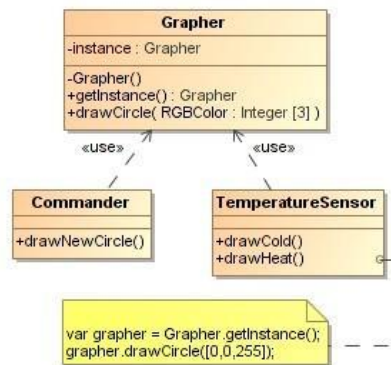 Grapher
-instance : Grapher
-Grapher()
+getInstance() : Grapher
+drawCircle( RGBColor : Integer [3] )
«use» «use»
Commander
+drawNewCircle()
TemperatureSensor
+drawCold()
+drawHeat()
var grapher = Grapher.getInstance();
grapher.drawCircle([0,0,255]);